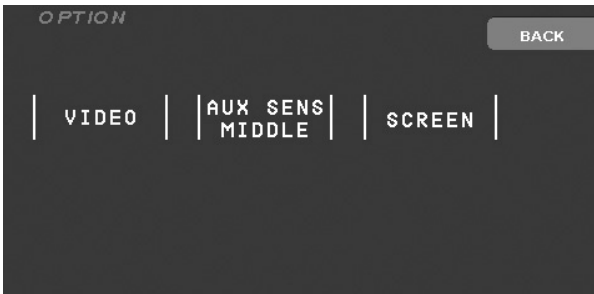 OPTION
BACK
VIDEO
AUX SENS
MIDDLE
SCREEN